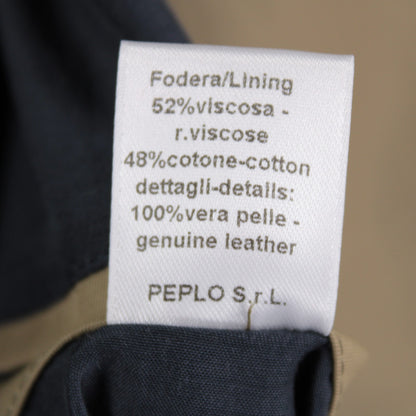 Fodera/Lining
52%viscosa -
r.viscose
48%cotone-cotton
dettagli-details:
100%vera pelle -
genuine leather
PEPLO S.r.L.